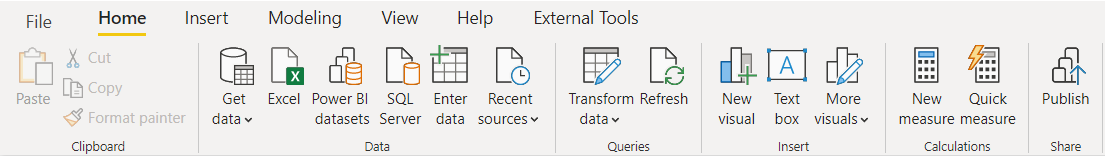 File Home Insert Modeling View Help External Tools
Paste
Cut
Copy
Format painter
Clipboard
Get
data
Excel
Power BI
datasets
SQL
Server
Enter
data
Recent
sources
Data
Transform
data
Refresh
Queries
New
visual
A
Text
box
More
visuals
Insert
New
measure
Quick
measure
Calculations
Publish
Share